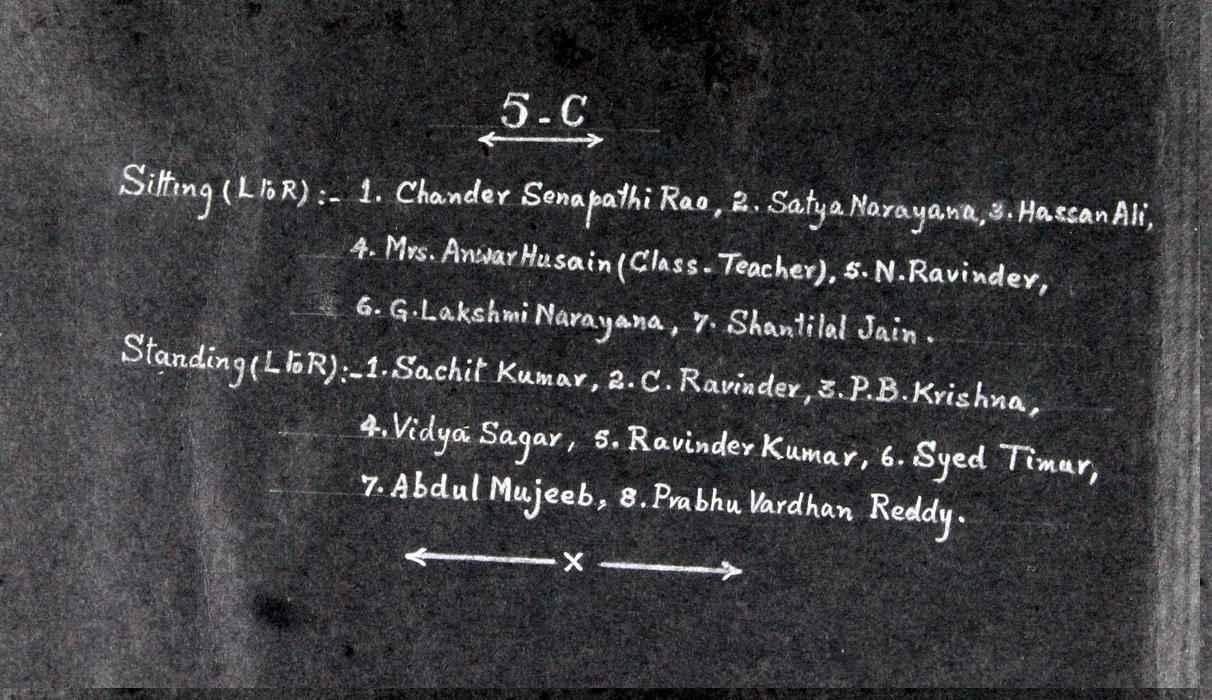 5-C
Sitting (L to R) :- 1. Chander Senapathi Rao, 2. Satya Narayana, 3. Hassan Ali,
4. Mrs. Anwar Husain (Class-Teacher), 5. N. Ravinder,
6. G. Lakshmi Narayana, 7. Shantilal Jain.
Standing (L to R) :- 1. Sachit Kumar, 2. C. Ravinder, 3. P.B. Krishna,
4. Vidya Sagar, 5. Ravinder Kumar, 6. Syed Timur,
7. Abdul Mujeeb, 8. Prabhu Vardhan Reddy.
x